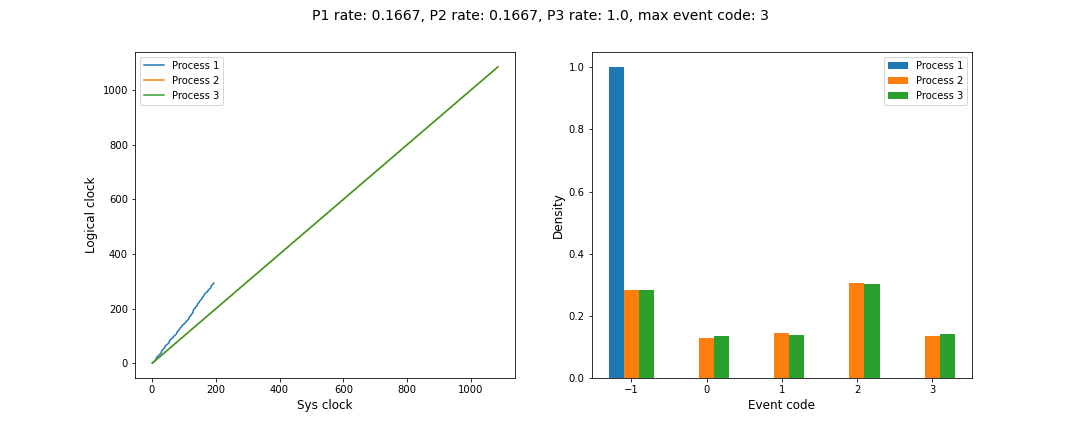 P1 rate: 0.1667, P2 rate: 0.1667, P3 rate: 1.0, max event code: 3
Process 1
Process 2
Process 3
1000
800
600
400
200
0
Logical clock
0 200 400 600 800 1000
Sys clock
Process 1
Process 2
Process 3
1.0
0.8
0.6
0.4
0.2
0.0
Density
−1 0 1 2 3
Event code